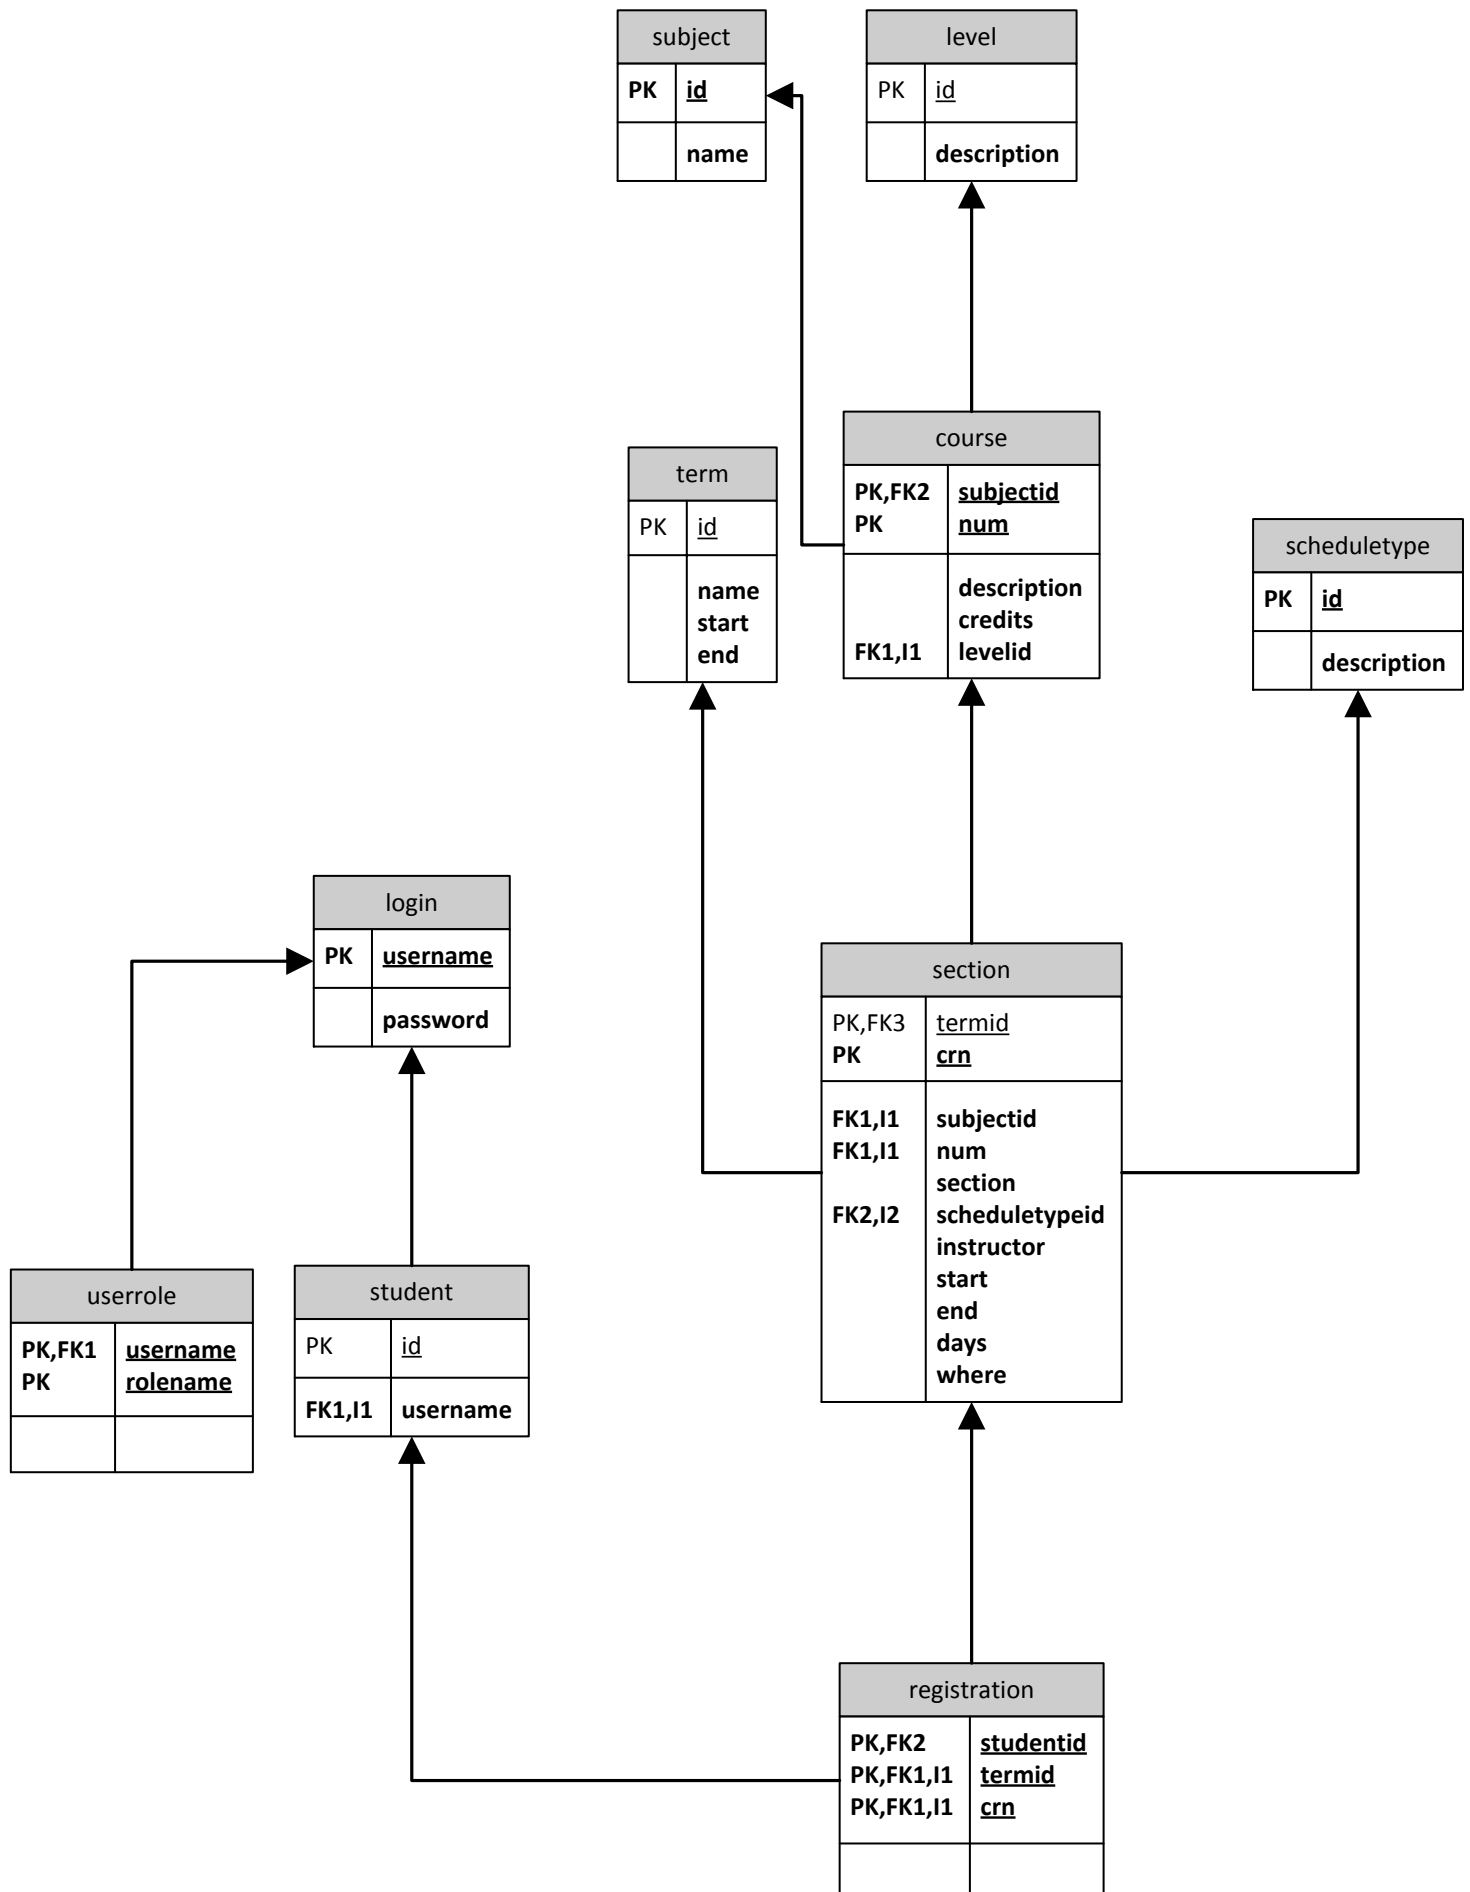 subject
PK id
name
level
PK id
description
course
PK,FK2 subjectid
PK num
description
credits
FK1,I1 levelid
term
PK id
name
start
end
scheduletype
PK id
description
login
PK username
password
section
PK,FK3 termid
PK crn
FK1,I1 subjectid
FK1,I1 num
section
FK2,I2 scheduletypeid
instructor
start
end
days
where
userrole
PK,FK1 username
PK rolename
student
PK id
FK1,I1 username
registration
PK,FK2 studentid
PK,FK1,I1 termid
PK,FK1,I1 crn